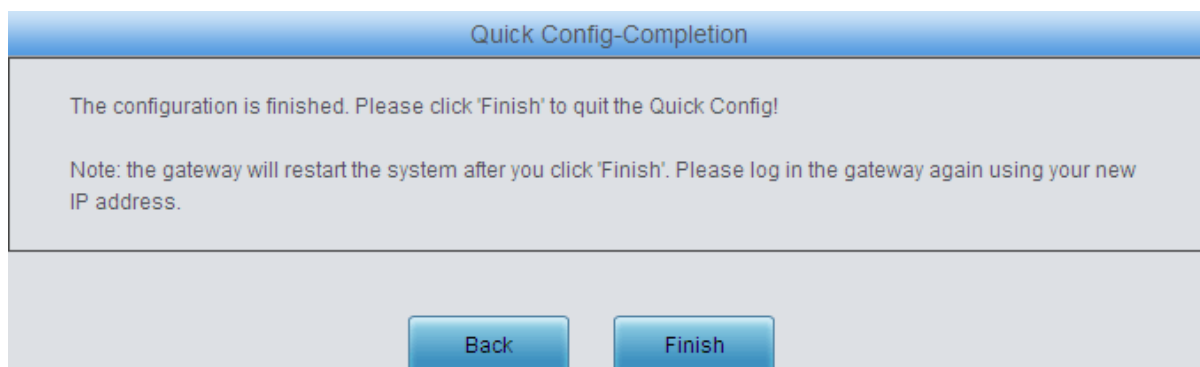 Quick Config-Completion
The configuration is finished. Please click 'Finish' to quit the Quick Config!
Note: the gateway will restart the system after you click 'Finish'. Please log in the gateway again using your new
IP address.
Back
Finish